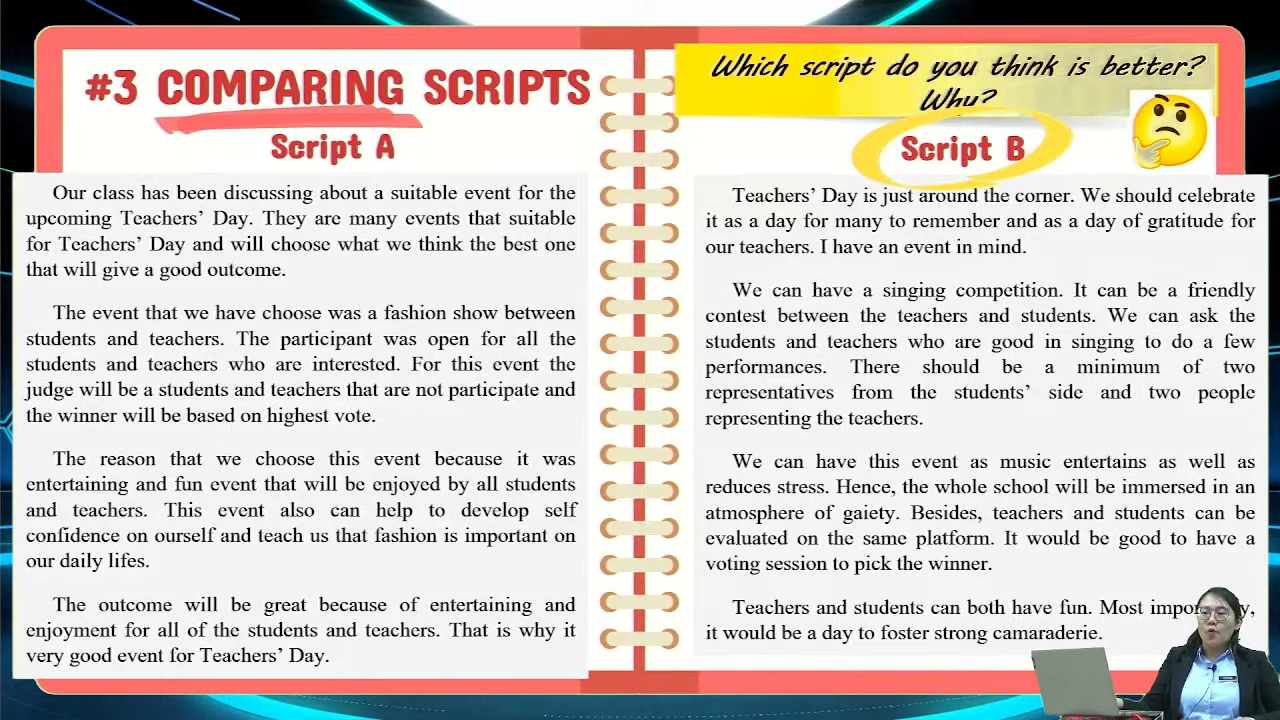 #3 COMPARING SCRIPTS
Script A
Our class has been discussing about a suitable event for the
upcoming Teachers' Day. They are many events that suitable
for Teachers' Day and will choose what we think the best one
that will give a good outcome.
The event that we have choose was a fashion show between
students and teachers. The participant was open for all the
students and teachers who are interested. For this event the
judge will be a students and teachers that are not participate and
the winner will be based on highest vote.
The reason that we choose this event because it was
entertaining and fun event that will be enjoyed by all students
and teachers. This event also can help to develop self
confidence on ourself and teach us that fashion is important on
our daily lifes.
The outcome will be great because of entertaining and
enjoyment for all of the students and teachers. That is why it
very good event for Teachers' Day.
Which script do you think is better?
Why?
Script B
Teachers' Day is just around the corner. We should celebrate
it as a day for many to remember and as a day of gratitude for
our teachers. I have an event in mind.
We can have a singing competition. It can be a friendly
contest between the teachers and students. We can ask the
students and teachers who are good in singing to do a few
performances. There should be a minimum of two
representatives from the students' side and two people
representing the teachers.
We can have this event as music entertains as well as
reduces stress. Hence, the whole school will be immersed in an
atmosphere of gaiety. Besides, teachers and students can be
evaluated on the same platform. It would be good to have a
voting session to pick the winner.
Teachers and students can both have fun. Most
it would be a day to foster strong camaraderie.